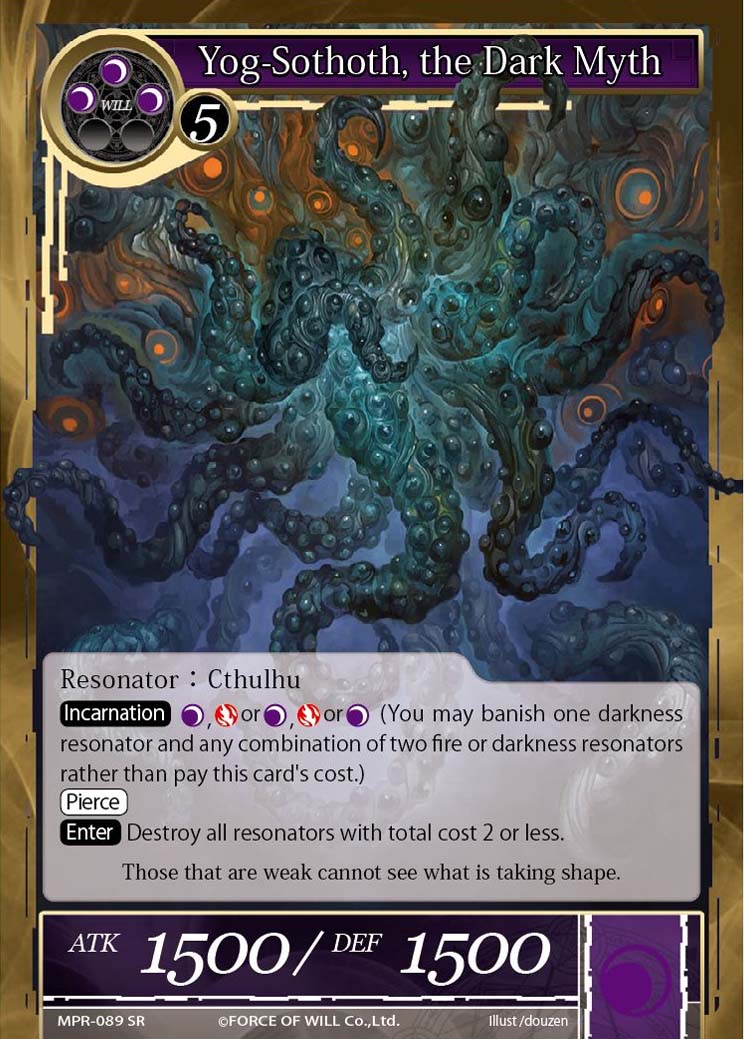 Yog-Sothoth, the Dark Myth
WILL
5
Resonator : Cthulhu
Incarnation , or , or (You may banish one darkness
resonator and any combination of two fire or darkness resonators
rather than pay this card's cost.)
Pierce
Enter Destroy all resonators with total cost 2 or less.
Those that are weak cannot see what is taking shape.
ATK 1500/ DEF 1500
MPR-089 SR ©FORCE OF WILL Co.,Ltd. Illust /douzen